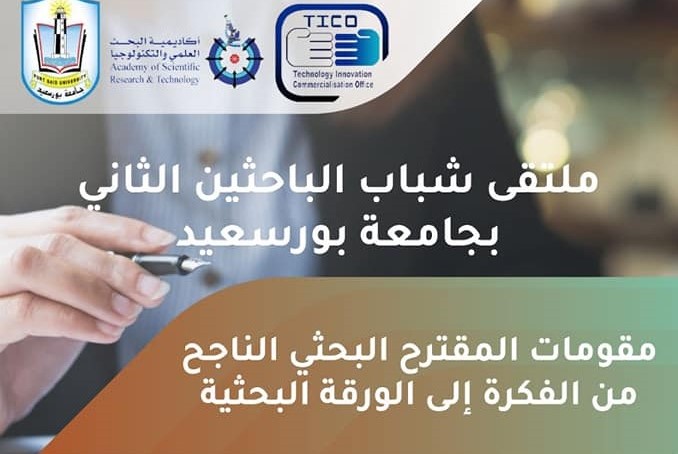 PORT SAID UNIVERSITY
جامعة بورسعيد
أكاديمية البحث
العلمي والتكنولوجيا
Academy of Scientific
Research & Technology
TICO
Technology Innovation
Commercialisation Office
ملتقى شباب الباحثين الثاني
بجامعة بورسعيد
مقومات المقترح البحثي الناجح
من الفكرة إلى الورقة البحثية